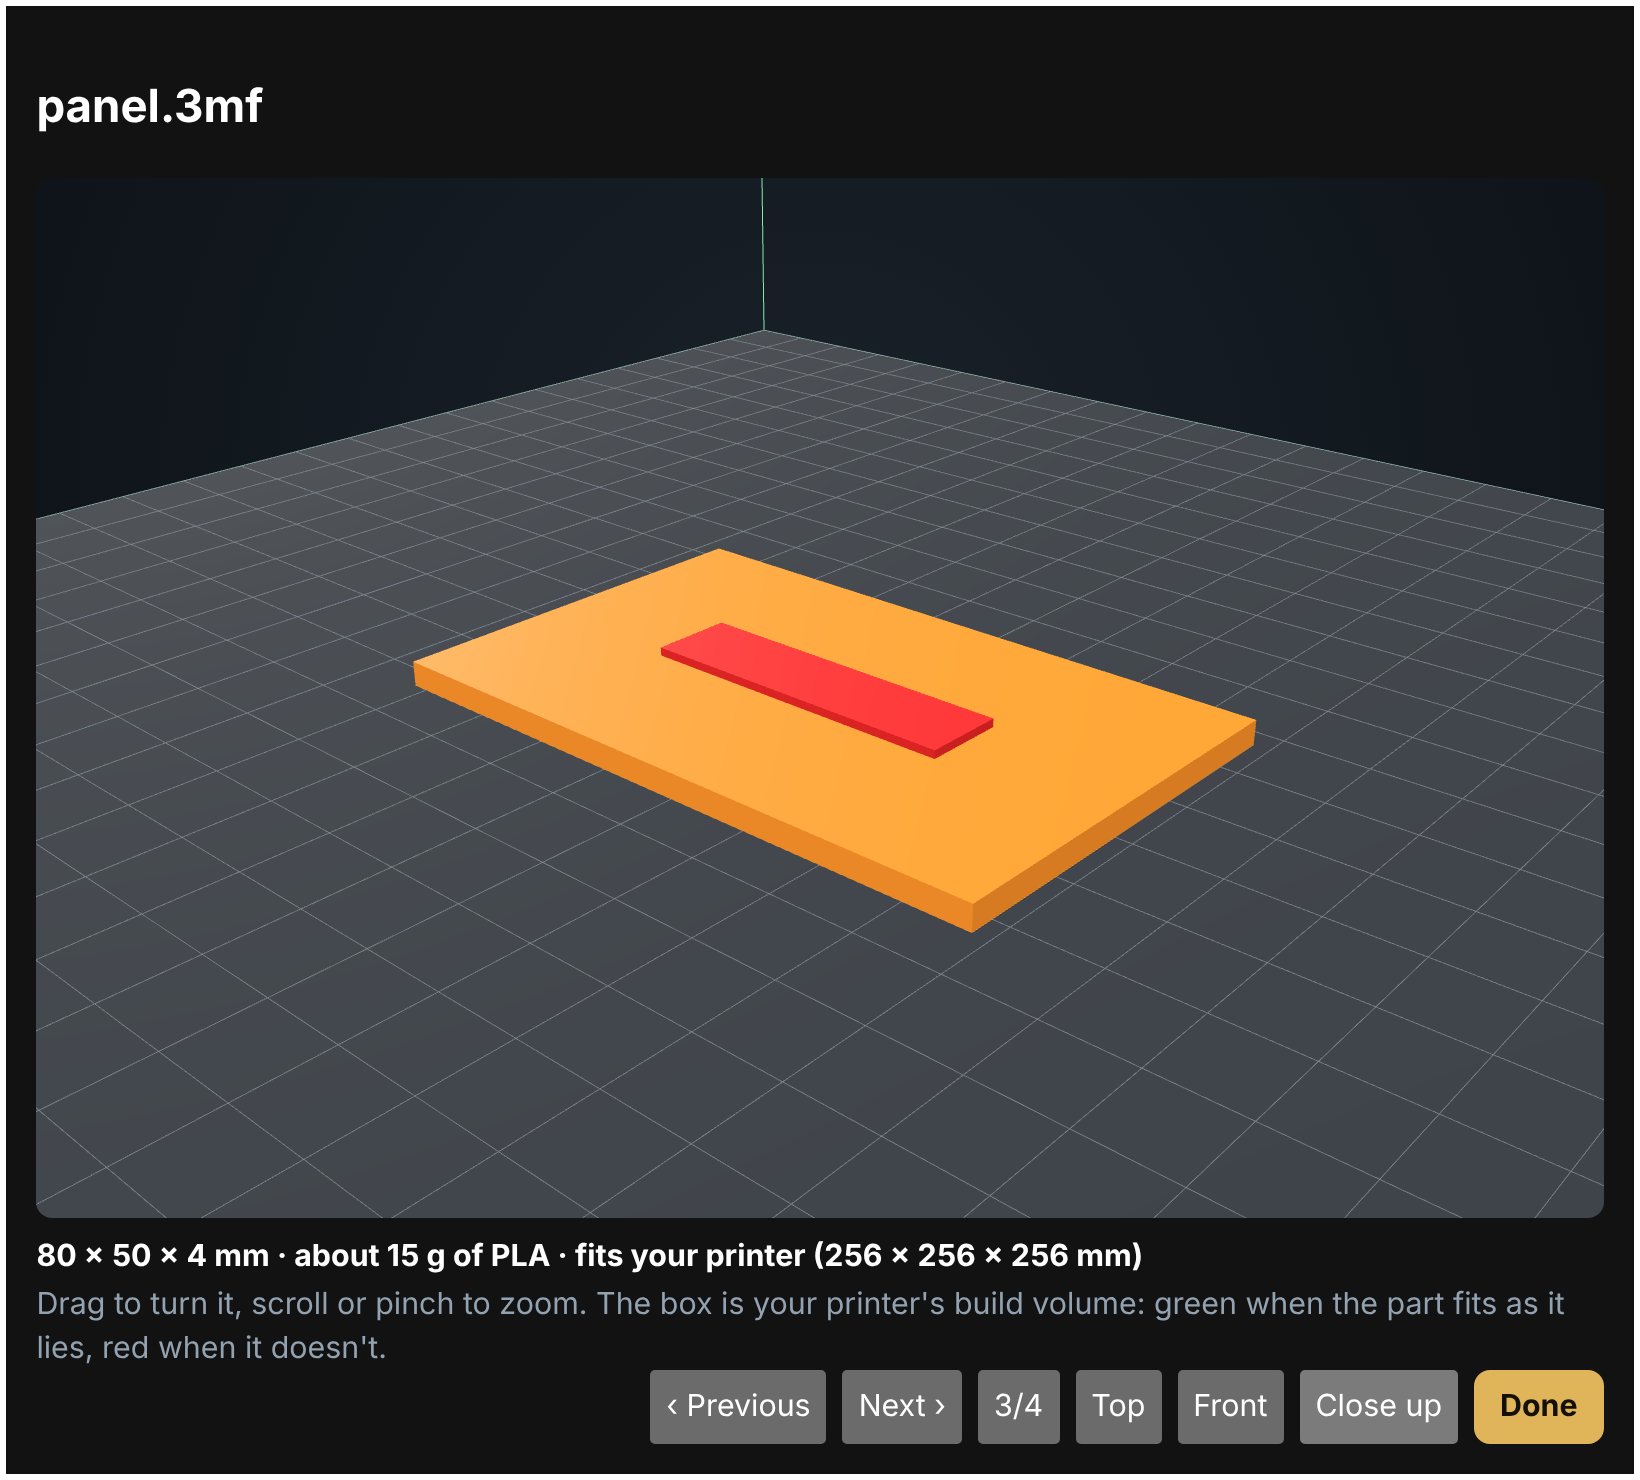 panel.3mf
80 × 50 × 4 mm · about 15 g of PLA · fits your printer (256 × 256 × 256 mm)
Drag to turn it, scroll or pinch to zoom. The box is your printer's build volume: green when the part fits as it
lies, red when it doesn't.
‹ Previous Next › 3/4 Top Front Close up Done